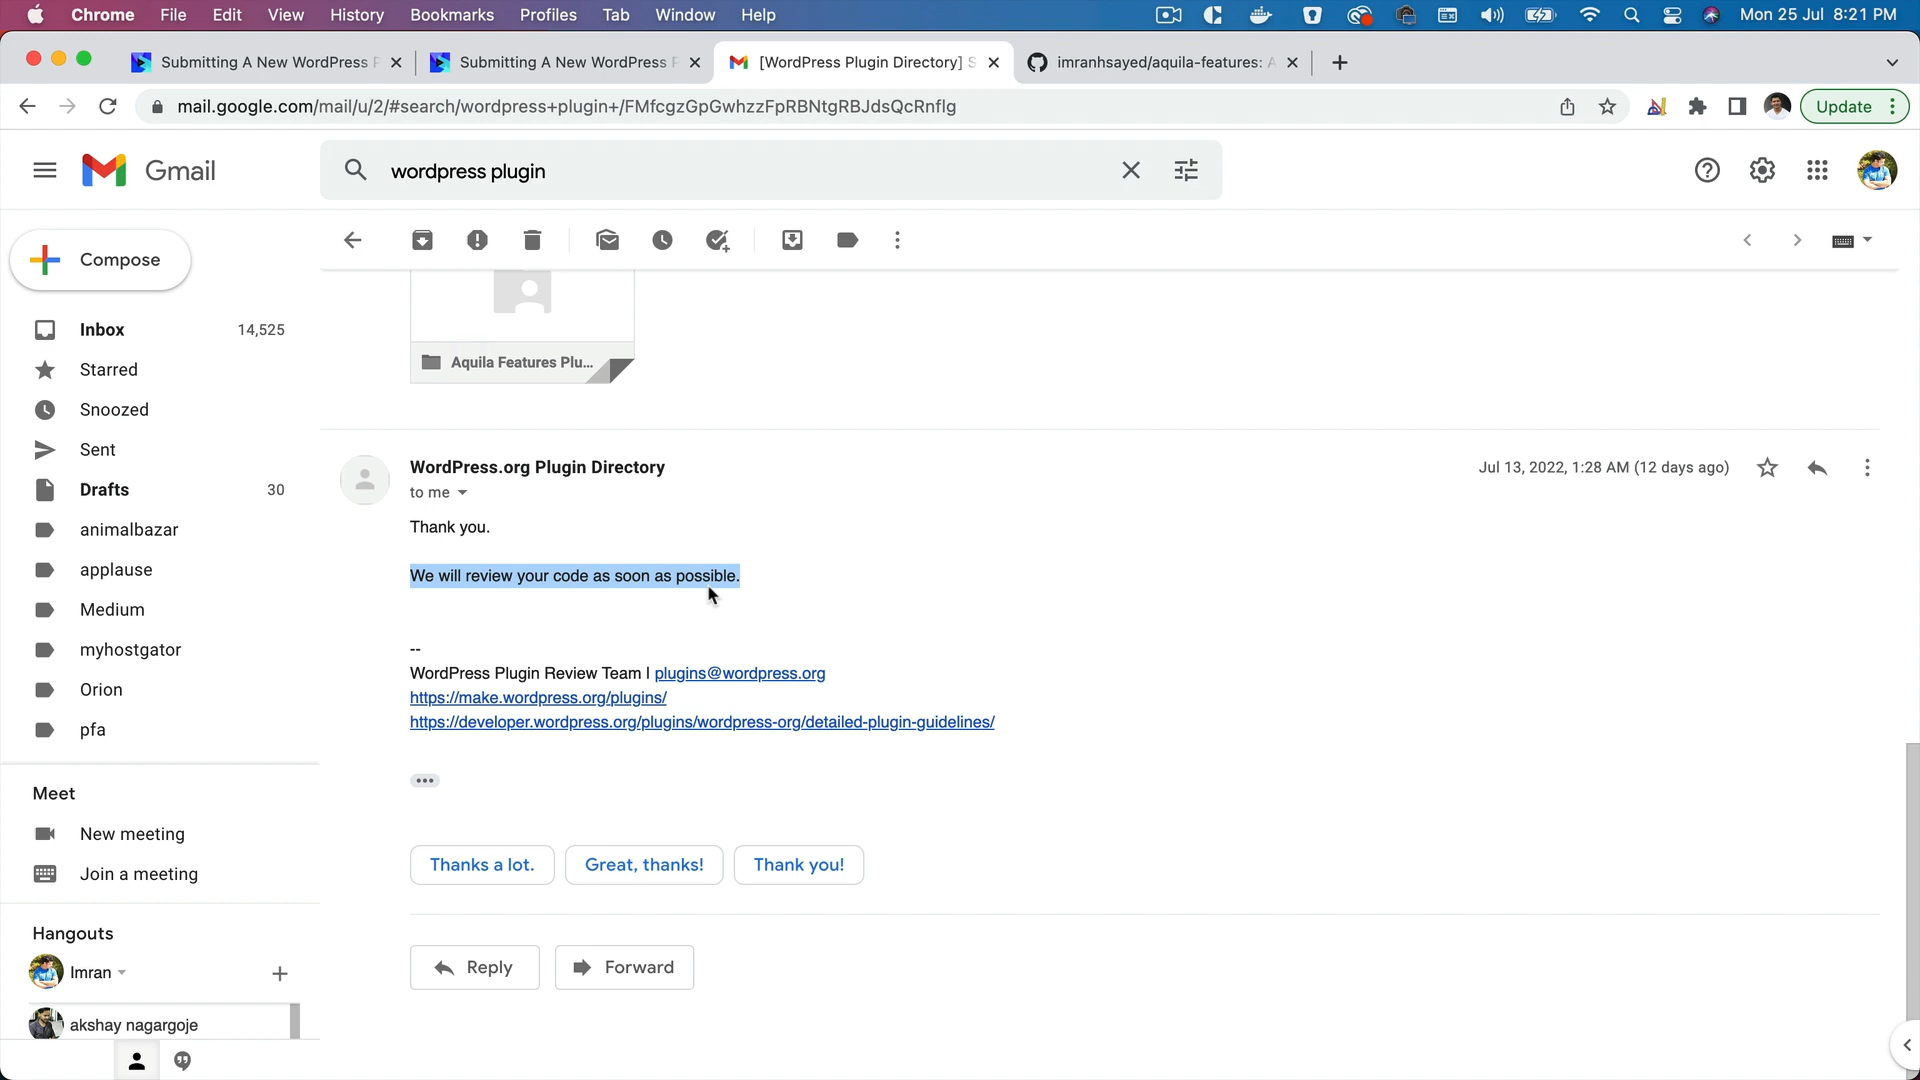 Chrome File Edit View History Bookmarks Profiles Tab Window Help
Mon 25 Jul 8:21 PM
Submitting A New WordPress P
Submitting A New WordPress P
[WordPress Plugin Directory] S
imranhsayed/aquila-features: A
mail.google.com/mail/u/2/#search/wordpress+plugin+/FMfcgzGpGwhzzFpRBNtgRBJdsQcRnflg
Update
Gmail
wordpress plugin
Compose
Inbox 14,525
Starred
Snoozed
Sent
Drafts 30
animalbazar
applause
Medium
myhostgator
Orion
pfa
Meet
New meeting
Join a meeting
Hangouts
Imran
akshay nagargoje
Aquila Features Plu...
WordPress.org Plugin Directory
Jul 13, 2022, 1:28 AM (12 days ago)
to me
Thank you.
We will review your code as soon as possible.
--
WordPress Plugin Review Team | plugins@wordpress.org
https://make.wordpress.org/plugins/
https://developer.wordpress.org/plugins/wordpress-org/detailed-plugin-guidelines/
Thanks a lot.
Great, thanks!
Thank you!
Reply
Forward